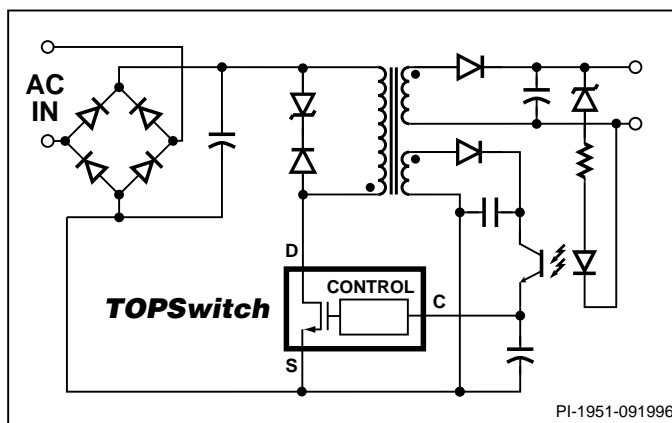 AC
IN
D
CONTROL
C
TOPSwitch
S
PI-1951-091996